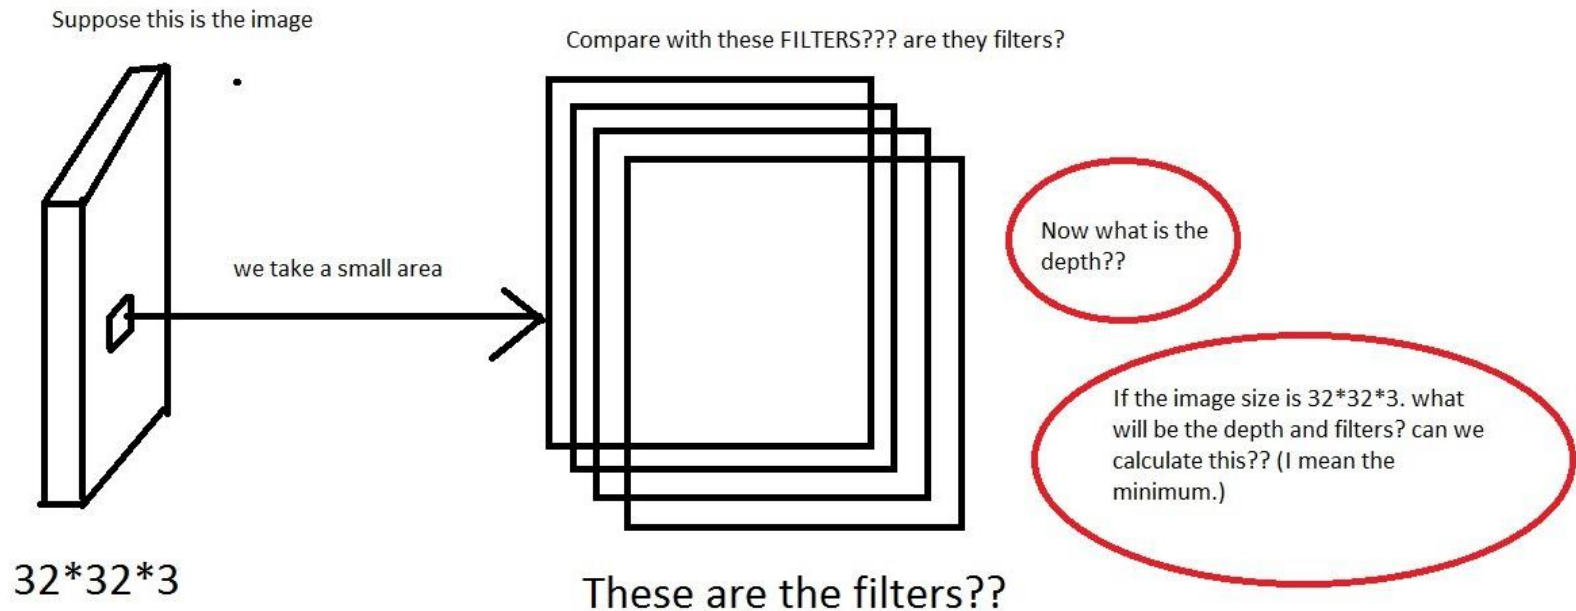 Suppose this is the image
Compare with these FILTERS??? are they filters?
we take a small area
Now what is the
depth??
If the image size is 32*32*3. what
will be the depth and filters? can we
calculate this?? (I mean the
minimum.)
32*32*3
These are the filters??